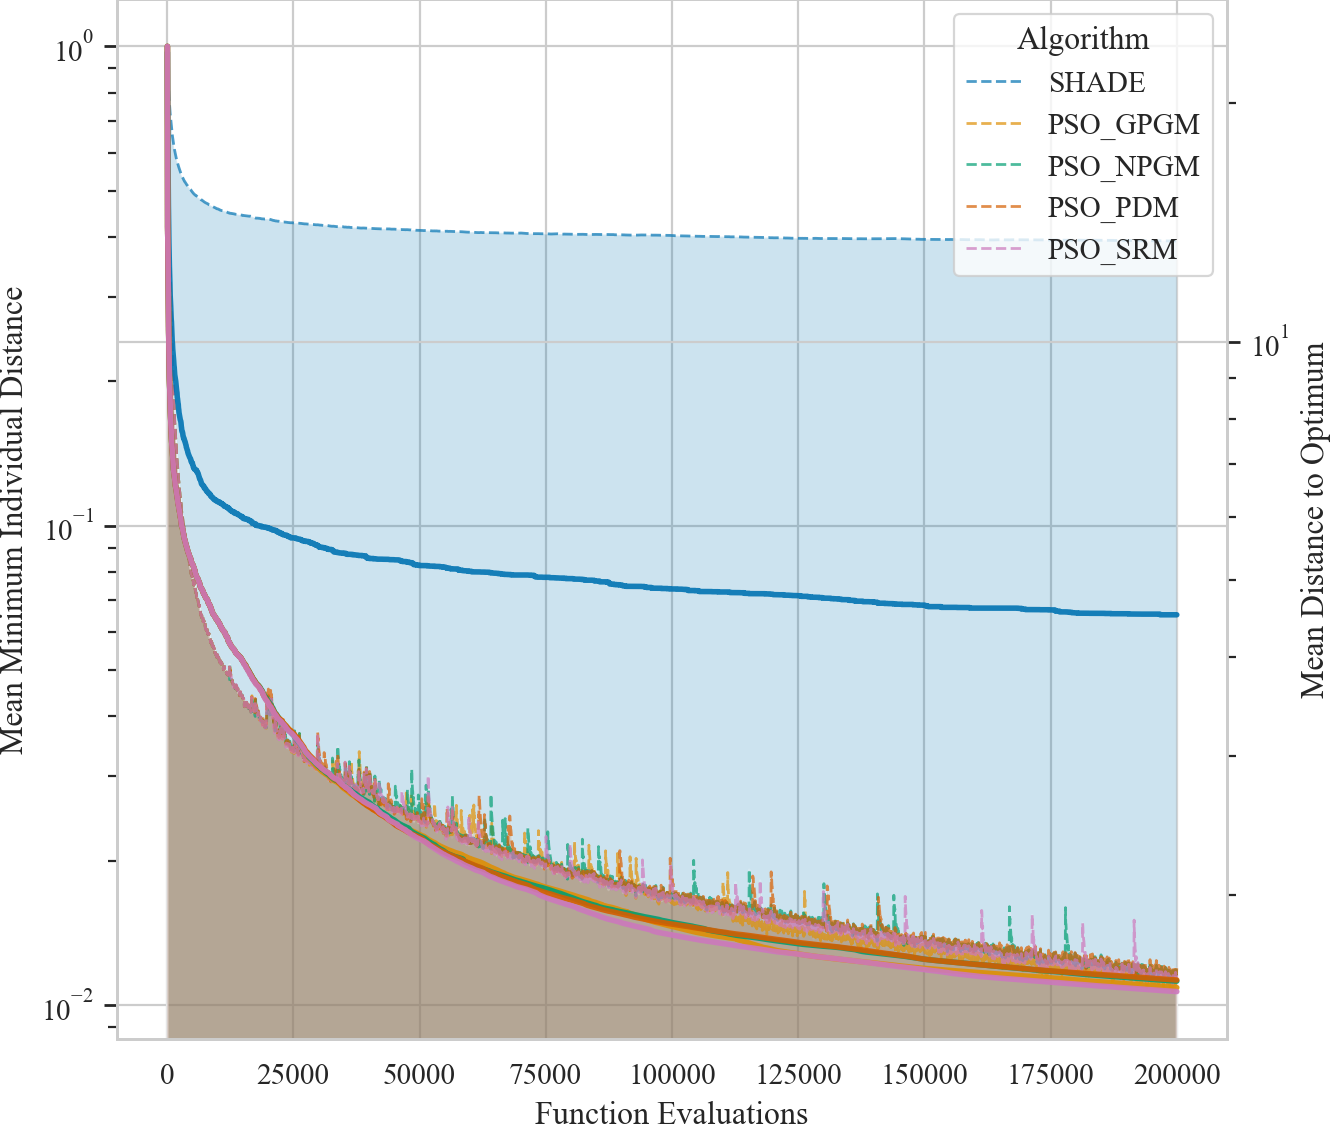 Mean Minimum Individual Distance
10^0
10^-1
10^-2
Algorithm
SHADE
PSO_GPGM
PSO_NPGM
PSO_PDM
PSO_SRM
10^1
Mean Distance to Optimum
0 25000 50000 75000 100000 125000 150000 175000 200000
Function Evaluations